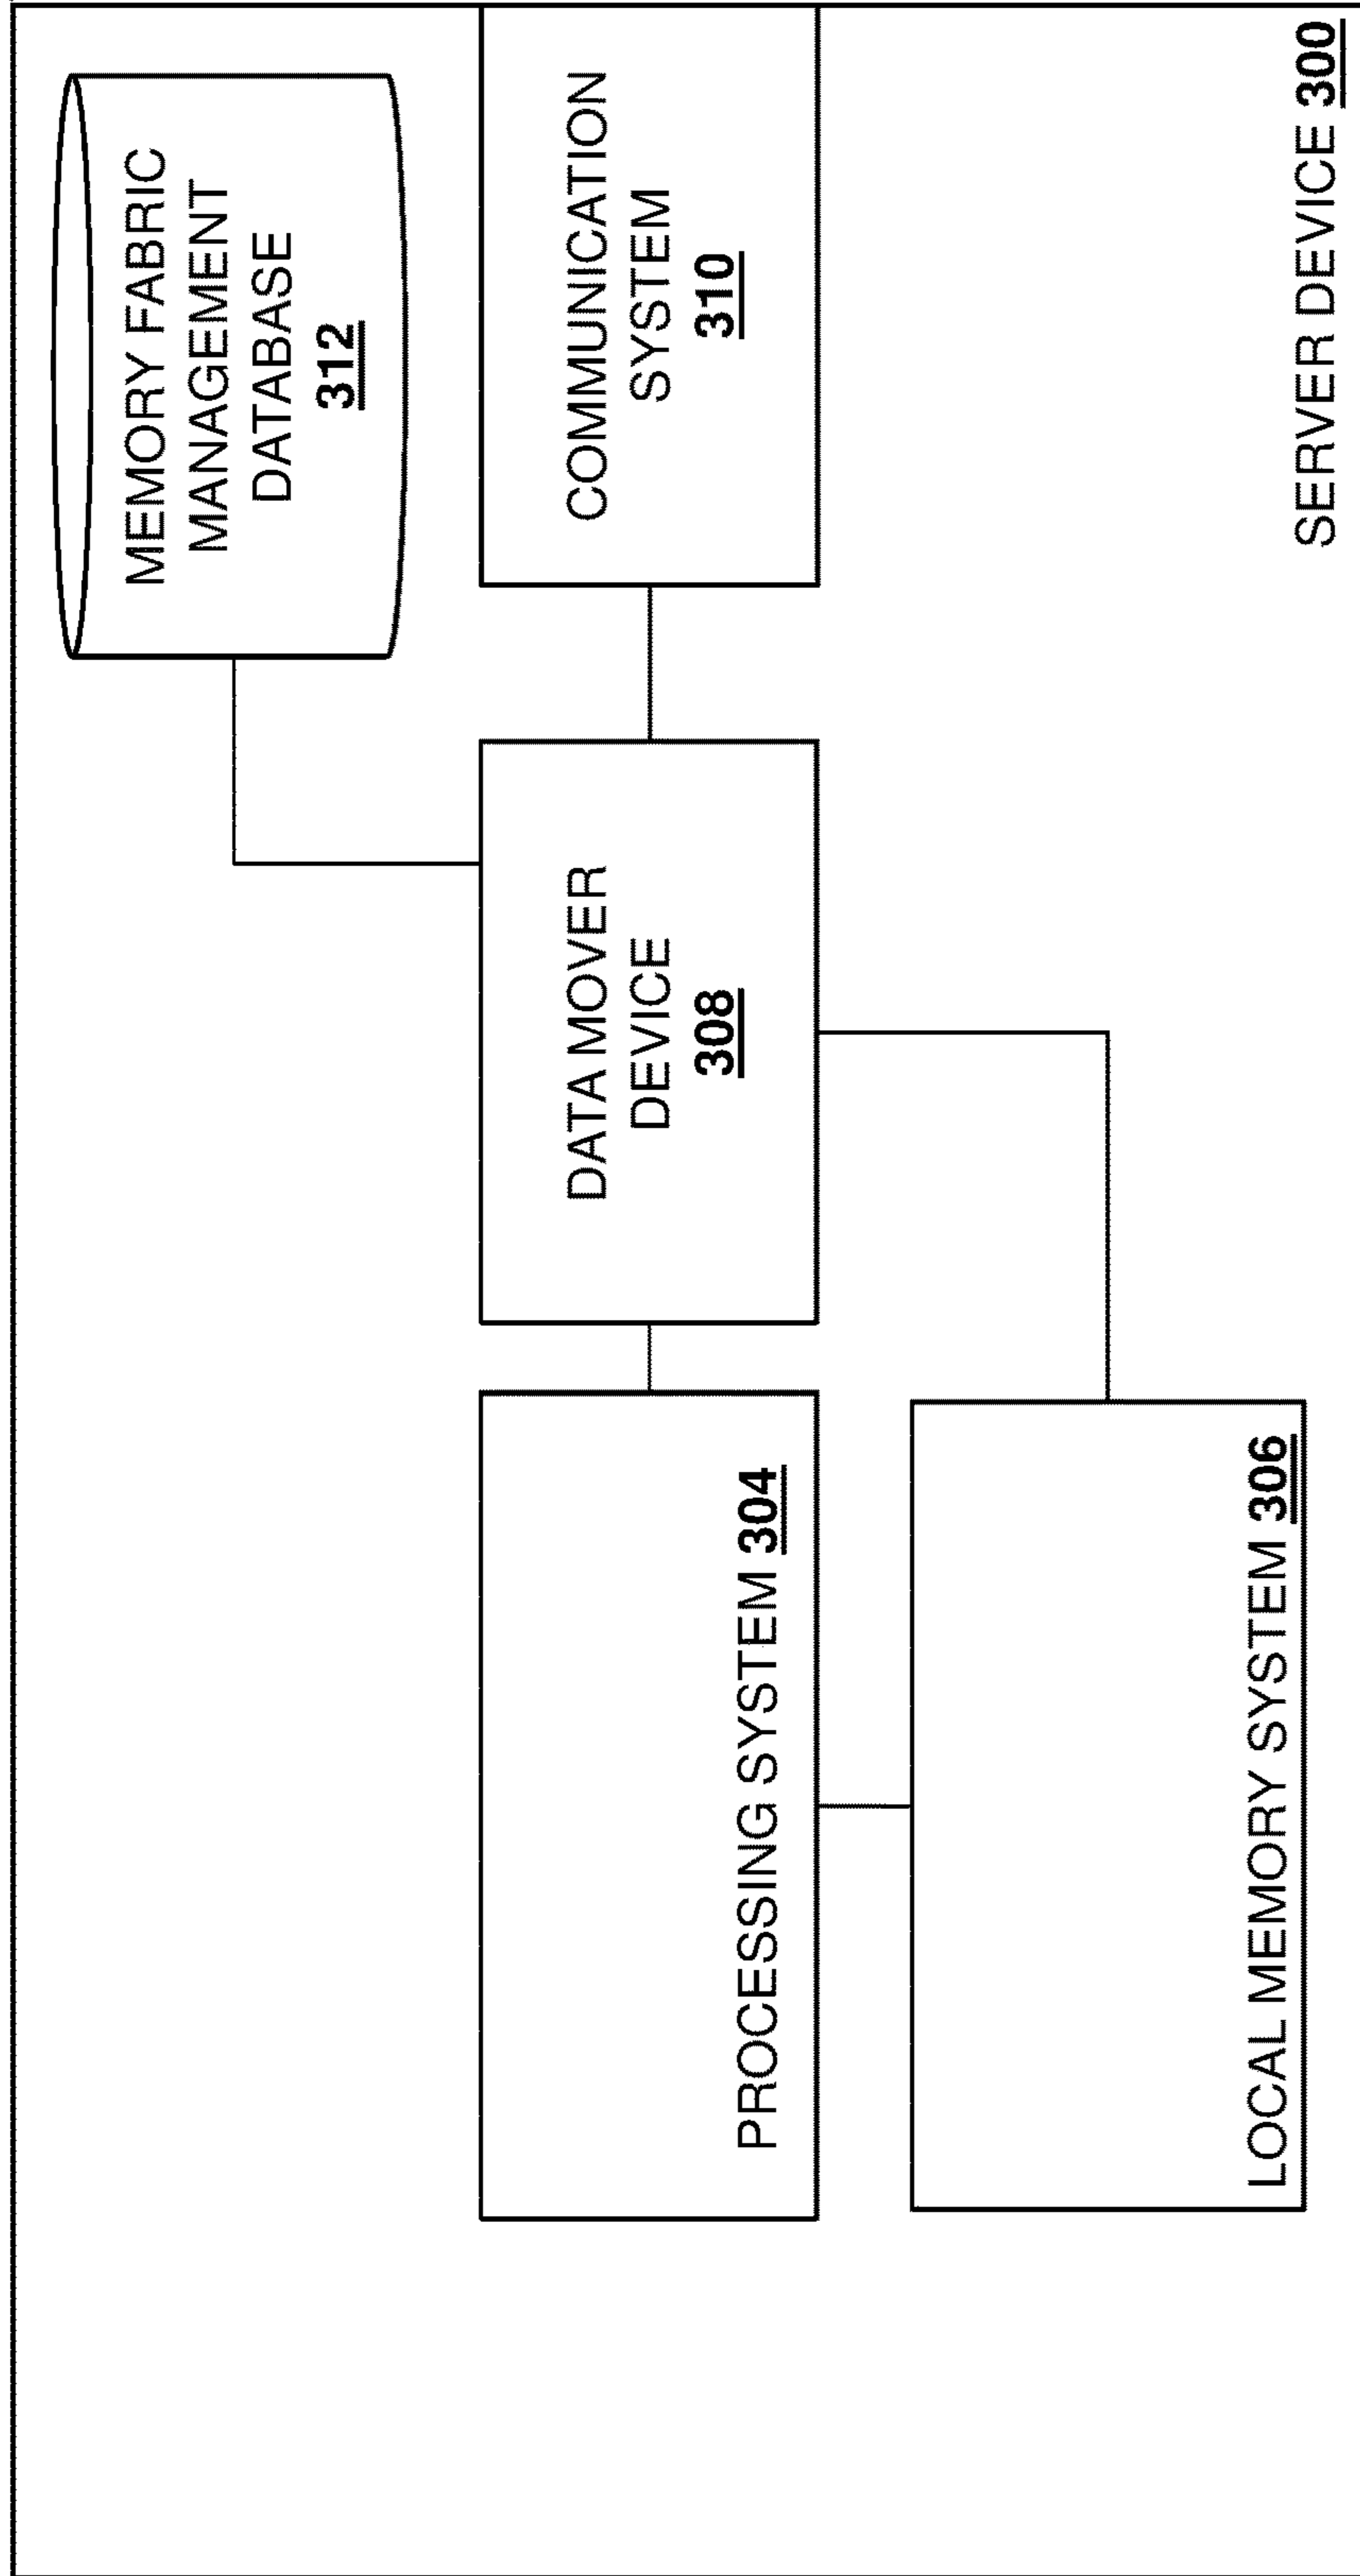 MEMORY FABRIC
MANAGEMENT
DATABASE
312
PROCESSING SYSTEM 304
DATA MOVER
DEVICE
308
COMMUNICATION
SYSTEM
310
LOCAL MEMORY SYSTEM 306
SERVER DEVICE 300